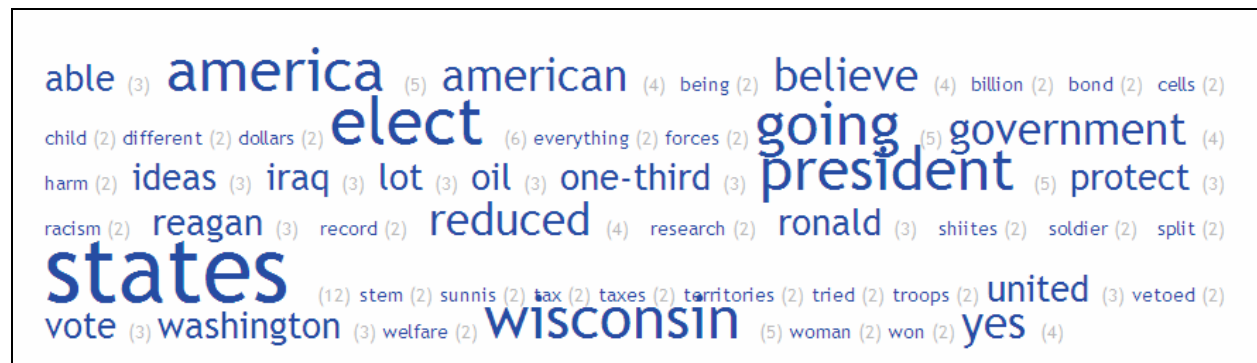 able (3) america (5) american (4) being (2) believe (4) billion (2) bond (2) cells (2)
child (2) different (2) dollars (2) elect (6) everything (2) forces (2) going (5) government (4)
harm (2) ideas (3) iraq (3) lot (3) oil (3) one-third (3) president (5) protect (3)
racism (2) reagan (3) record (2) reduced (4) research (2) ronald (3) shiites (2) soldier (2) split (2)
states (12) stem (2) sunnis (2) tax (2) taxes (2) territories (2) tried (2) troops (2) united (3) vetoed (2)
vote (3) washington (3) welfare (2) wisconsin (5) woman (2) won (2) yes (4)